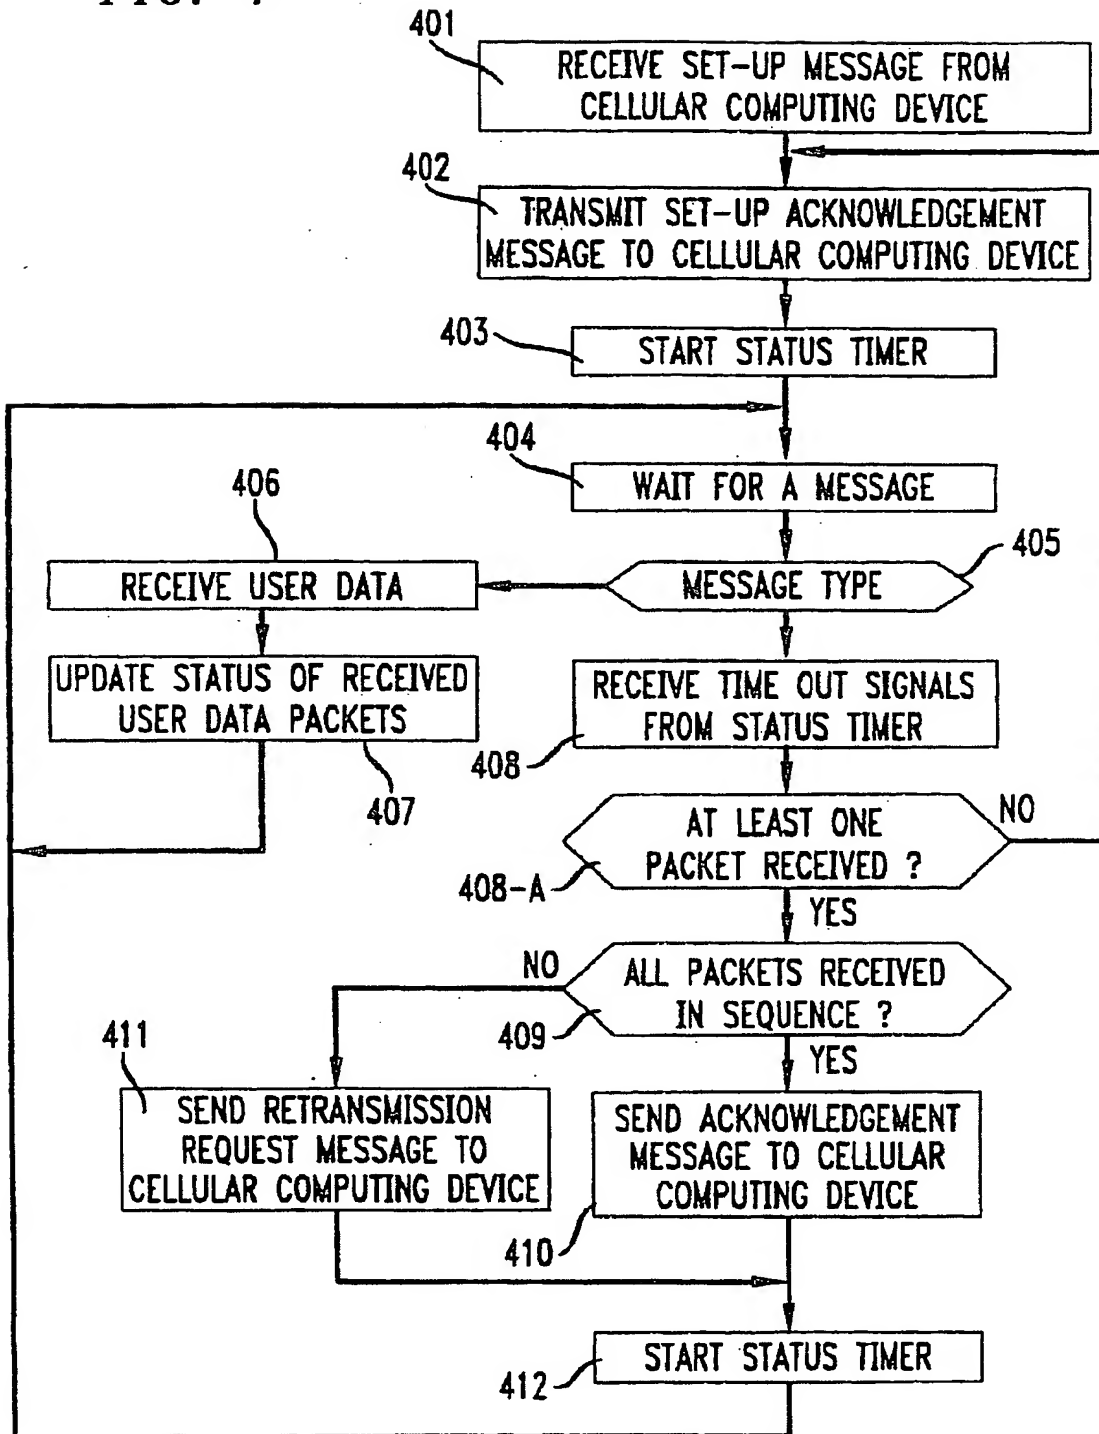 401
RECEIVE SET-UP MESSAGE FROM
CELLULAR COMPUTING DEVICE
402
TRANSMIT SET-UP ACKNOWLEDGEMENT
MESSAGE TO CELLULAR COMPUTING DEVICE
403
START STATUS TIMER
404
WAIT FOR A MESSAGE
405
MESSAGE TYPE
406
RECEIVE USER DATA
UPDATE STATUS OF RECEIVED
USER DATA PACKETS
407
RECEIVE TIME OUT SIGNALS
FROM STATUS TIMER
408
AT LEAST ONE
PACKET RECEIVED ?
NO
408-A
YES
ALL PACKETS RECEIVED
IN SEQUENCE ?
NO
409
YES
411
SEND RETRANSMISSION
REQUEST MESSAGE TO
CELLULAR COMPUTING DEVICE
SEND ACKNOWLEDGEMENT
MESSAGE TO CELLULAR
COMPUTING DEVICE
410
START STATUS TIMER
412